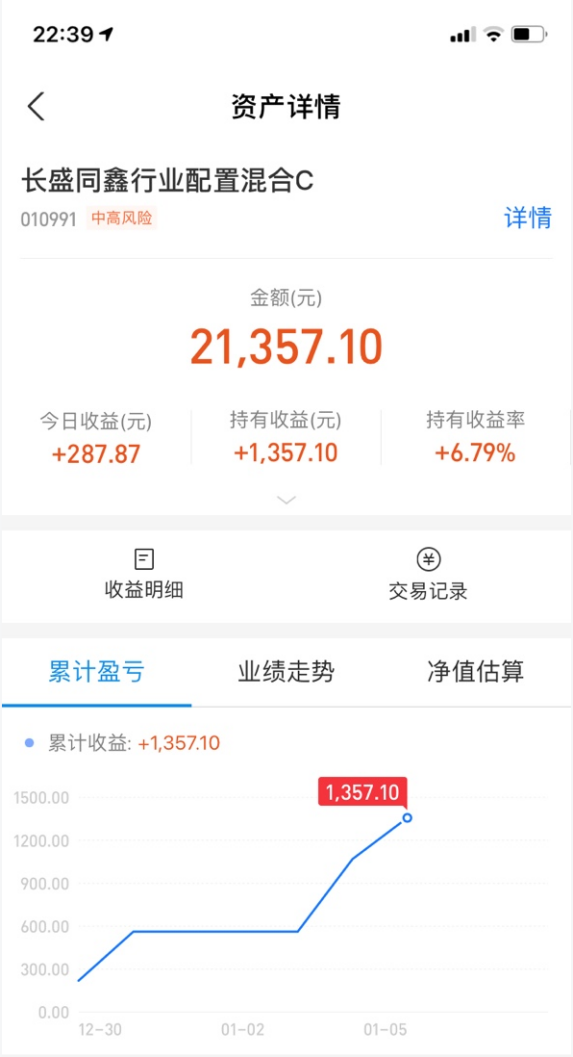 22:39
资产详情
长盛同鑫行业配置混合C
010991 中高风险 详情
金额(元)
21,357.10
今日收益(元) 持有收益(元) 持有收益率
+287.87 +1,357.10 +6.79%
收益明细 交易记录
累计盈亏 业绩走势 净值估算
累计收益: +1,357.10
1,357.10
1500.00
1200.00
900.00
600.00
300.00
0.00
12-30 01-02 01-05